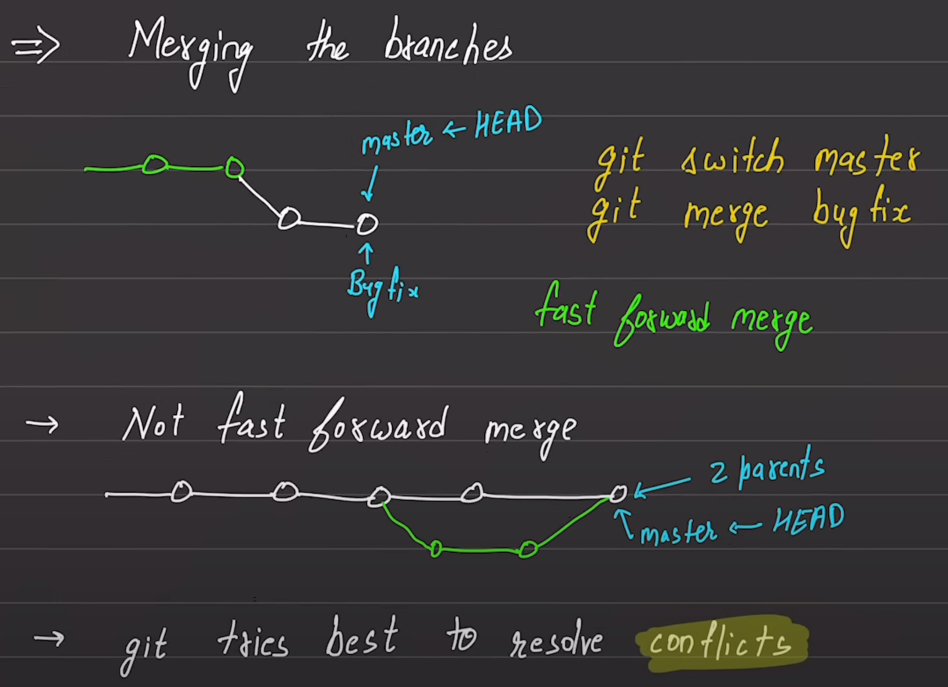 ⇒ Merging the branches
master ← HEAD
git switch master
git merge bugfix
Bugfix
fast forward merge
→ Not fast forward merge
2 parents
master ← HEAD
→ git tries best to resolve conflicts